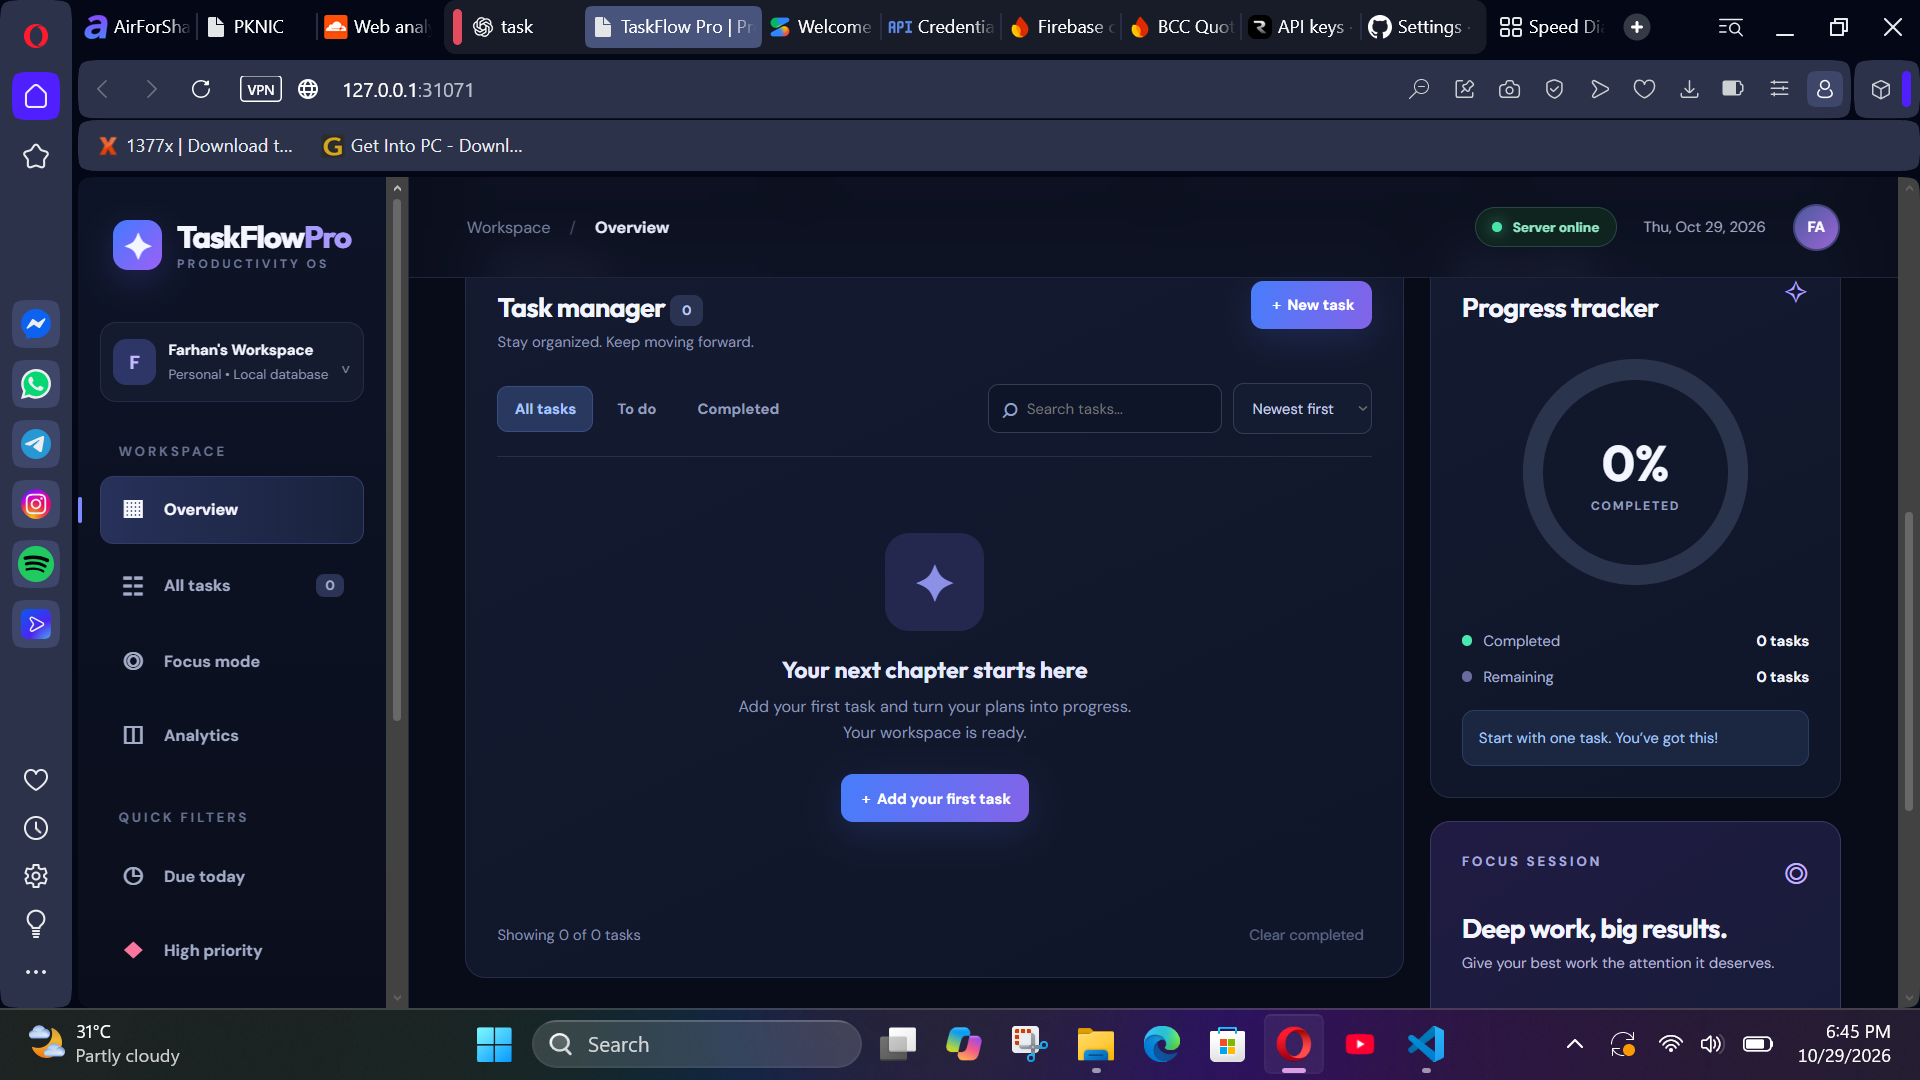 AirForSha
PKNIC
Web anal
task
TaskFlow Pro | Pr
Welcome
API Credentia
Firebase c
BCC Quot
API keys
Settings
Speed Di
VPN
127.0.0.1:31071
1377x | Download t...
Get Into PC - Downl...
TaskFlowPro
PRODUCTIVITY OS
Workspace / Overview
Server online
Thu, Oct 29, 2026
FA
F
Farhan's Workspace
Personal • Local database
WORKSPACE
Overview
All tasks 0
Focus mode
Analytics
QUICK FILTERS
Due today
High priority
Task manager 0
Stay organized. Keep moving forward.
+ New task
All tasks
To do
Completed
Search tasks...
Newest first
Your next chapter starts here
Add your first task and turn your plans into progress.
Your workspace is ready.
+ Add your first task
Showing 0 of 0 tasks
Clear completed
Progress tracker
0%
COMPLETED
Completed 0 tasks
Remaining 0 tasks
Start with one task. You’ve got this!
FOCUS SESSION
Deep work, big results.
Give your best work the attention it deserves.
31°C
Partly cloudy
Search
6:45 PM
10/29/2026